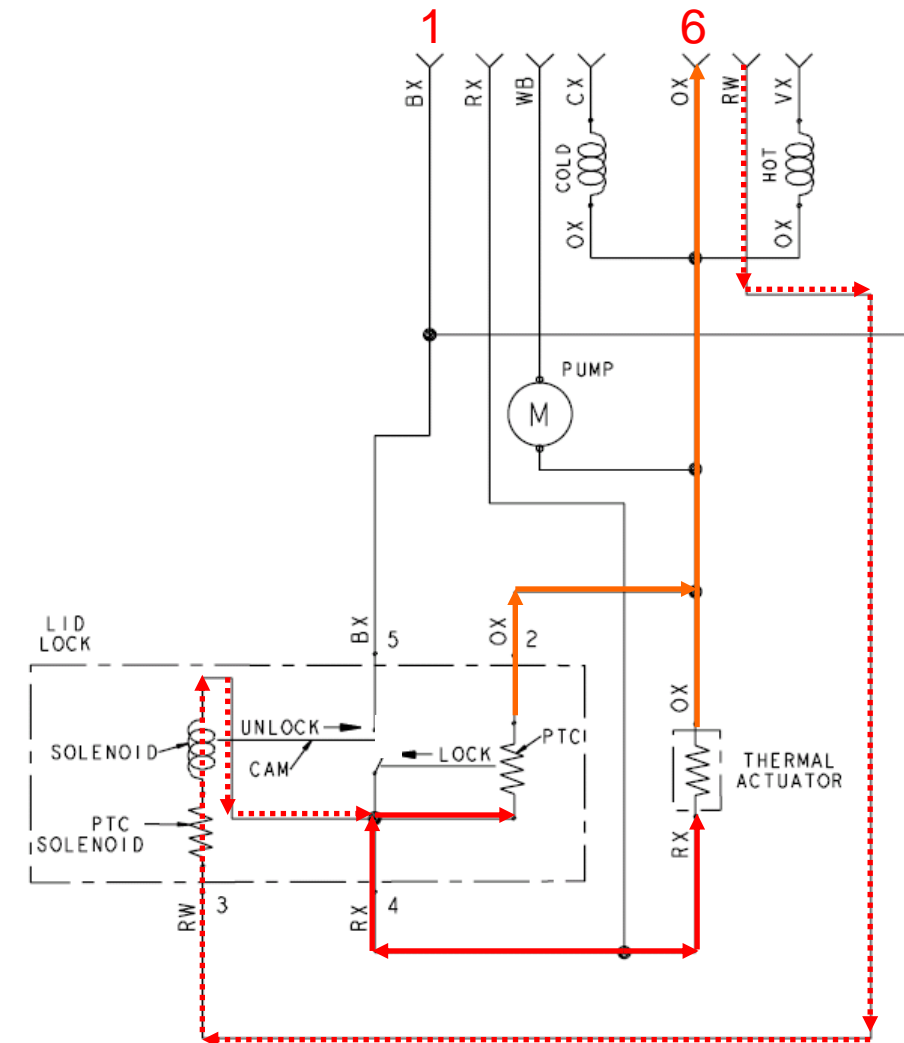 1
6
BX
RX
WB
CX
OX
RW
VX
COLD
HOT
OX
OX
PUMP
M
LID
LOCK
BX
5
OX
2
OX
UNLOCK
SOLENOID
CAM
LOCK
PTC
THERMAL
ACTUATOR
PTC
SOLENOID
RX
RW
3
RX
4